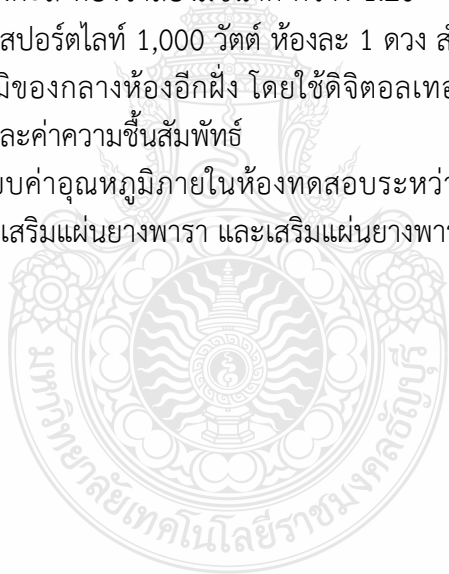 สปอร์ตไลท์ 1,000 วัตต์ ห้องละ 1 ดวง
มิของกลางห้องอีกฝั่ง โดยใช้ดิจิตอลเทอ
ละค่าความชื้นสัมพัทธ์
บค่าอุณหภูมิภายในห้องทดสอบระหว่า
เสริมแผ่นยางพารา และเสริมแผ่นยางพาร
มหาวิทยาลัยเทคโนโลยีราชมงคลธัญบุรี